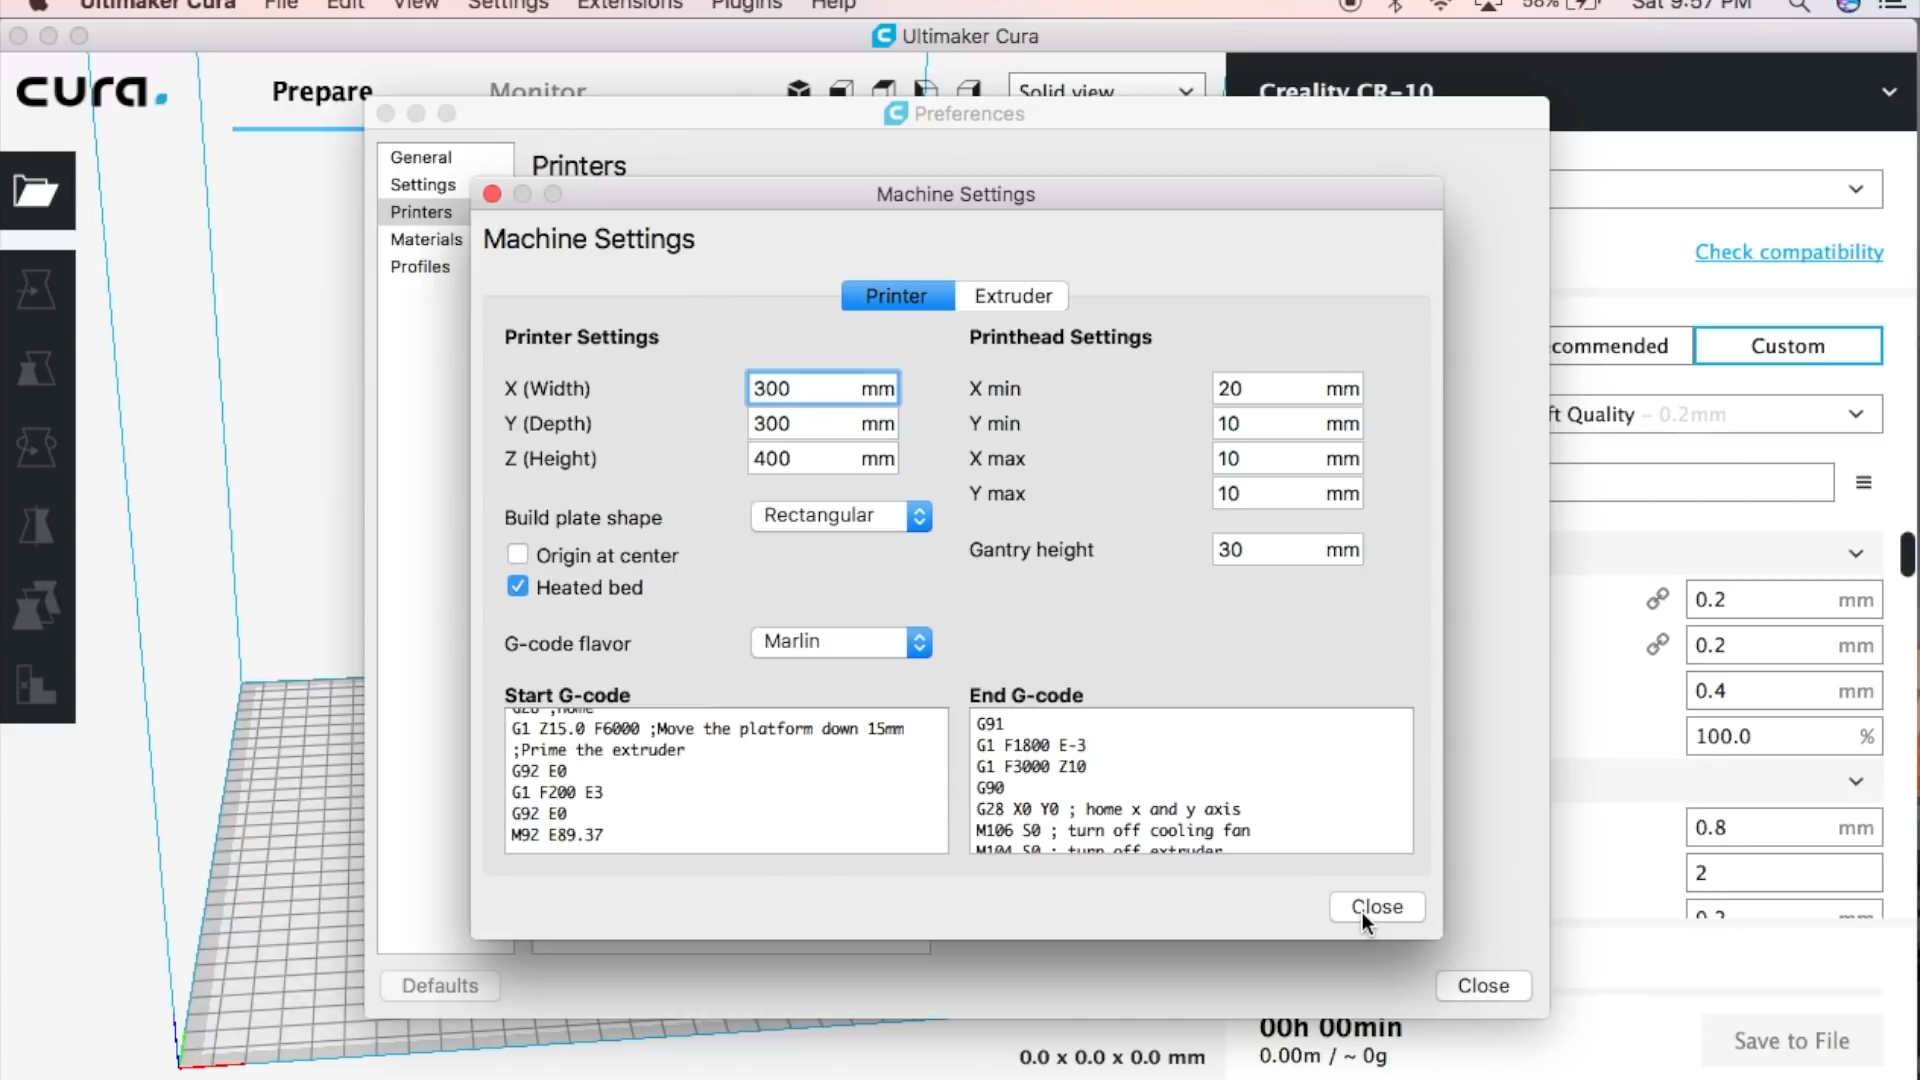 Ultimaker Cura File Edit View Settings Extensions Plugins Help 58% Sat 9:57 PM
Ultimaker Cura
cura.
Prepare
Monitor
Solid view
Creality CR-10
Preferences
General
Settings
Printers
Materials
Profiles
Printers
Machine Settings
Machine Settings
Check compatibility
Printer
Extruder
Printer Settings
Printhead Settings
commended
Custom
X (Width) 300 mm
X min 20 mm
Y (Depth) 300 mm
Y min 10 mm
ft Quality - 0.2mm
Z (Height) 400 mm
X max 10 mm
Y max 10 mm
Build plate shape Rectangular
Gantry height 30 mm
Origin at center
Heated bed
0.2 mm
G-code flavor Marlin
0.2 mm
Start G-code
End G-code
0.4 mm
G28 ;Home
G1 Z15.0 F6000 ;Move the platform down 15mm
;Prime the extruder
G92 E0
G1 F200 E3
G92 E0
M92 E89.37
G91
G1 F1800 E-3
G1 F3000 Z10
G90
G28 X0 Y0 ; home x and y axis
M106 S0 ; turn off cooling fan
M104 S0 ; turn off extruder
100.0 %
0.8 mm
2
Close
Defaults
Close
00h 00min
0.0 x 0.0 x 0.0 mm
0.00m / ~ 0g
Save to File